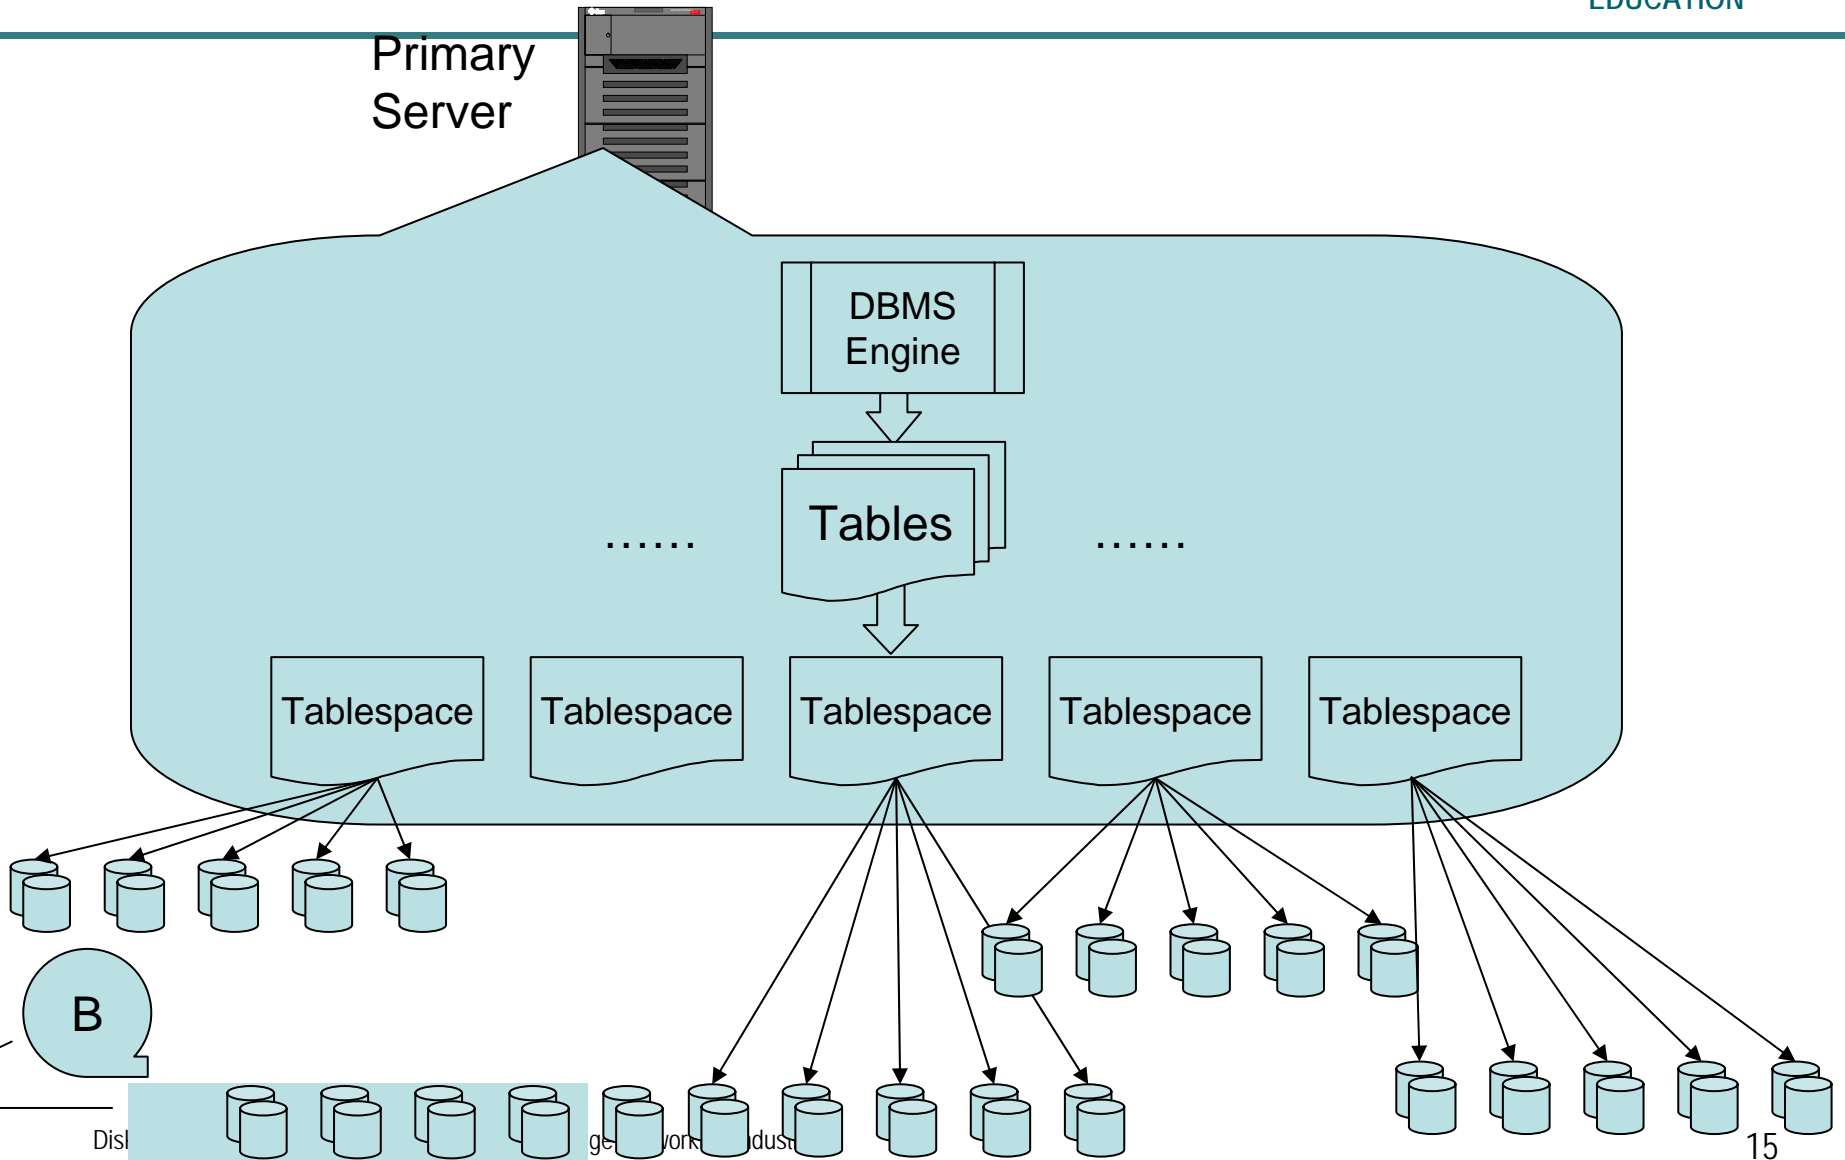 EDUCATION
Primary
Server
DBMS
Engine
Tables
……
……
Tablespace
Tablespace
Tablespace
Tablespace
Tablespace
B
15